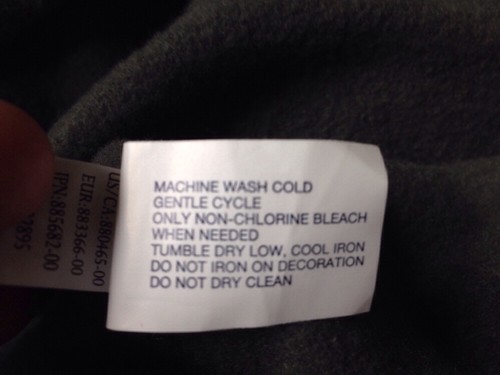 MACHINE WASH COLD
GENTLE CYCLE
ONLY NON-CHLORINE BLEACH
WHEN NEEDED
TUMBLE DRY LOW, COOL IRON
DO NOT IRON ON DECORATION
DO NOT DRY CLEAN
US/CA:880465-00
EUR:883366-00
IPN:885682-00